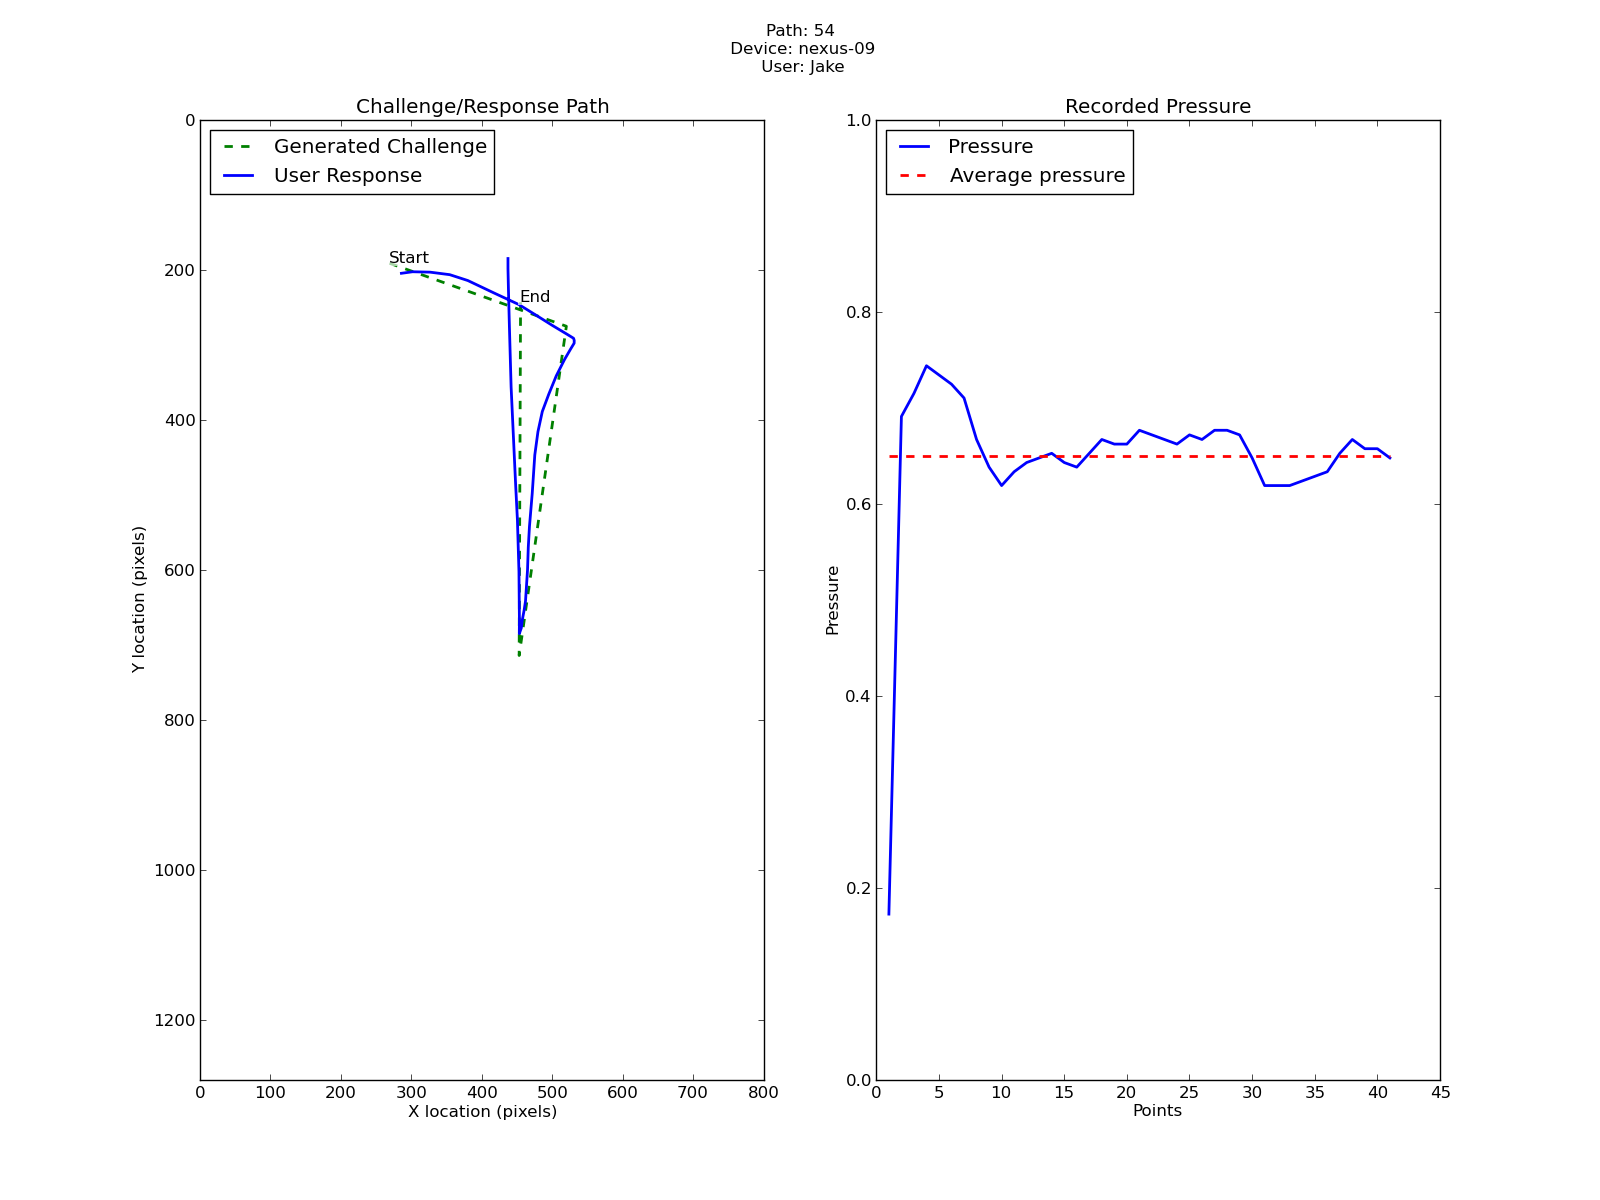 Path: 54
Device: nexus-09
User: Jake
Challenge/Response Path
Generated Challenge
User Response
Start
End
0
200
400
600
800
1000
1200
Y location (pixels)
0 100 200 300 400 500 600 700 800
X location (pixels)
Recorded Pressure
Pressure
Average pressure
1.0
0.8
0.6
0.4
0.2
0.0
Pressure
0 5 10 15 20 25 30 35 40 45
Points